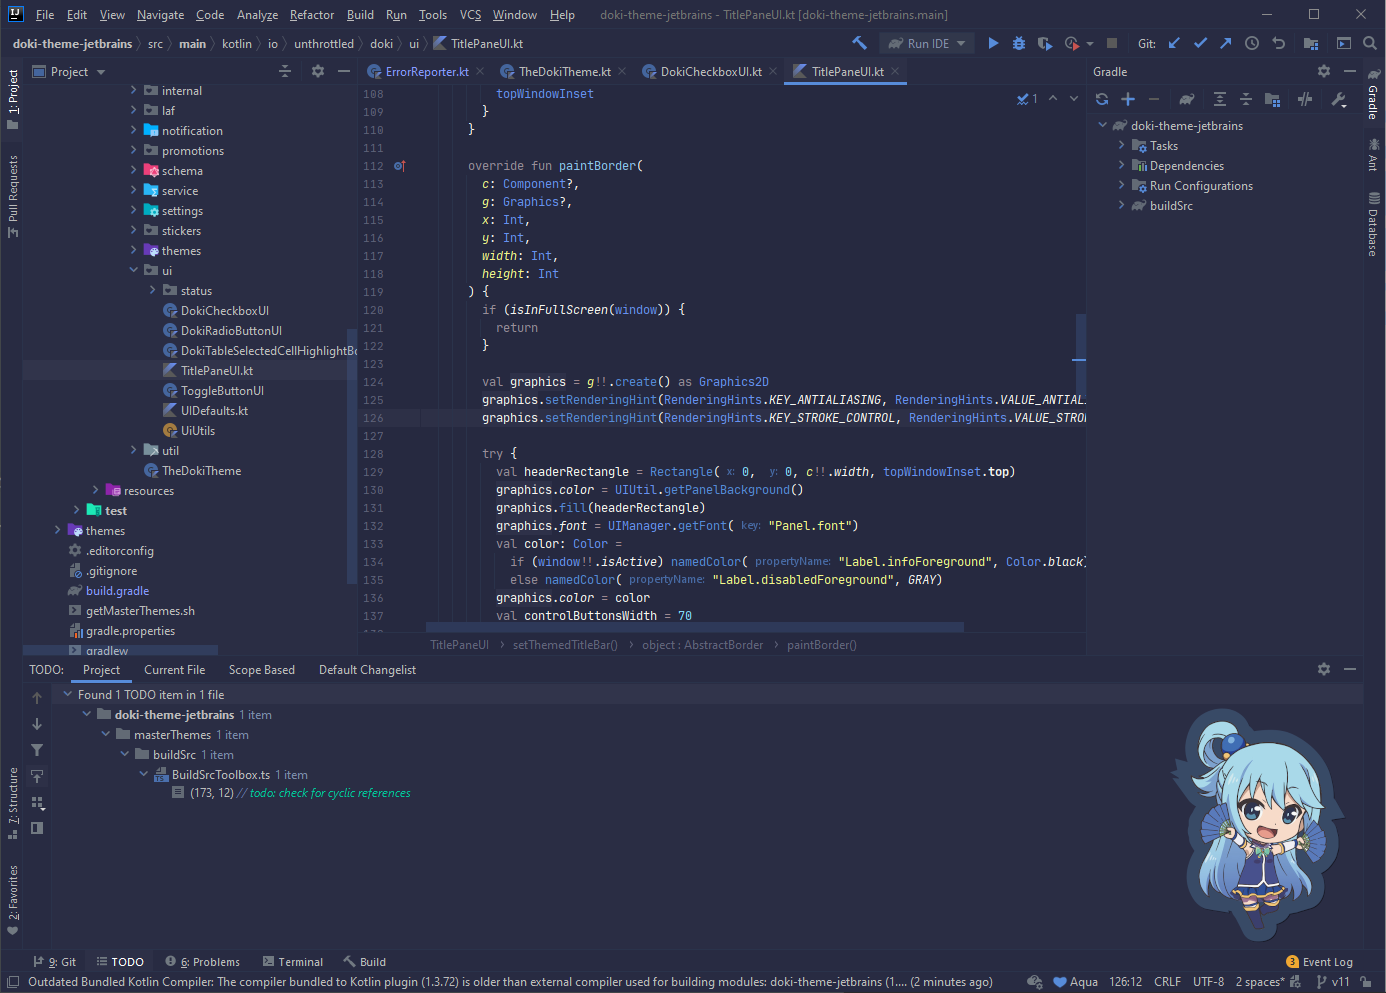 IJ File Edit View Navigate Code Analyze Refactor Build Run Tools VCS Window Help doki-theme-jetbrains - TitlePaneUI.kt [doki-theme-jetbrains.main]
doki-theme-jetbrains src main kotlin io unthrottled doki ui TitlePaneUI.kt Run IDE Git:
1: Project
Pull Requests
Project
internal
laf
notification
promotions
schema
service
settings
stickers
themes
ui
status
DokiCheckboxUI
DokiRadioButtonUI
DokiTableSelectedCellHighlightBo
TitlePaneUI.kt
ToggleButtonUI
UIDefaults.kt
UiUtils
util
TheDokiTheme
resources
test
themes
.editorconfig
.gitignore
build.gradle
getMasterThemes.sh
gradle.properties
gradlew
ErrorReporter.kt TheDokiTheme.kt DokiCheckboxUI.kt TitlePaneUI.kt
1
108 topWindowInset
109 }
110 }
111
112 override fun paintBorder(
113 c: Component?,
114 g: Graphics?,
115 x: Int,
116 y: Int,
117 width: Int,
118 height: Int
119 ) {
120 if (isInFullScreen(window)) {
121 return
122 }
123
124 val graphics = g!!.create() as Graphics2D
125 graphics.setRenderingHint(RenderingHints.KEY_ANTIALIASING, RenderingHints.VALUE_ANTIAL
126 graphics.setRenderingHint(RenderingHints.KEY_STROKE_CONTROL, RenderingHints.VALUE_STRO
127
128 try {
129 val headerRectangle = Rectangle( x: 0, y: 0, c!!.width, topWindowInset.top)
130 graphics.color = UIUtil.getPanelBackground()
131 graphics.fill(headerRectangle)
132 graphics.font = UIManager.getFont( key: "Panel.font")
133 val color: Color =
134 if (window!!.isActive) namedColor( propertyName: "Label.infoForeground", Color.black)
135 else namedColor( propertyName: "Label.disabledForeground", GRAY)
136 graphics.color = color
137 val controlButtonsWidth = 70
TitlePaneUI setThemedTitleBar() object : AbstractBorder paintBorder()
Gradle
doki-theme-jetbrains
Tasks
Dependencies
Run Configurations
buildSrc
Gradle
Ant
Database
TODO: Project Current File Scope Based Default Changelist
Found 1 TODO item in 1 file
doki-theme-jetbrains 1 item
masterThemes 1 item
buildSrc 1 item
TS BuildSrcToolbox.ts 1 item
(173, 12) // todo: check for cyclic references
7: Structure
2: Favorites
9: Git TODO 6: Problems Terminal Build 3 Event Log
Outdated Bundled Kotlin Compiler: The compiler bundled to Kotlin plugin (1.3.72) is older than external compiler used for building modules: doki-theme-jetbrains (1.... (2 minutes ago) Aqua 126:12 CRLF UTF-8 2 spaces* v11